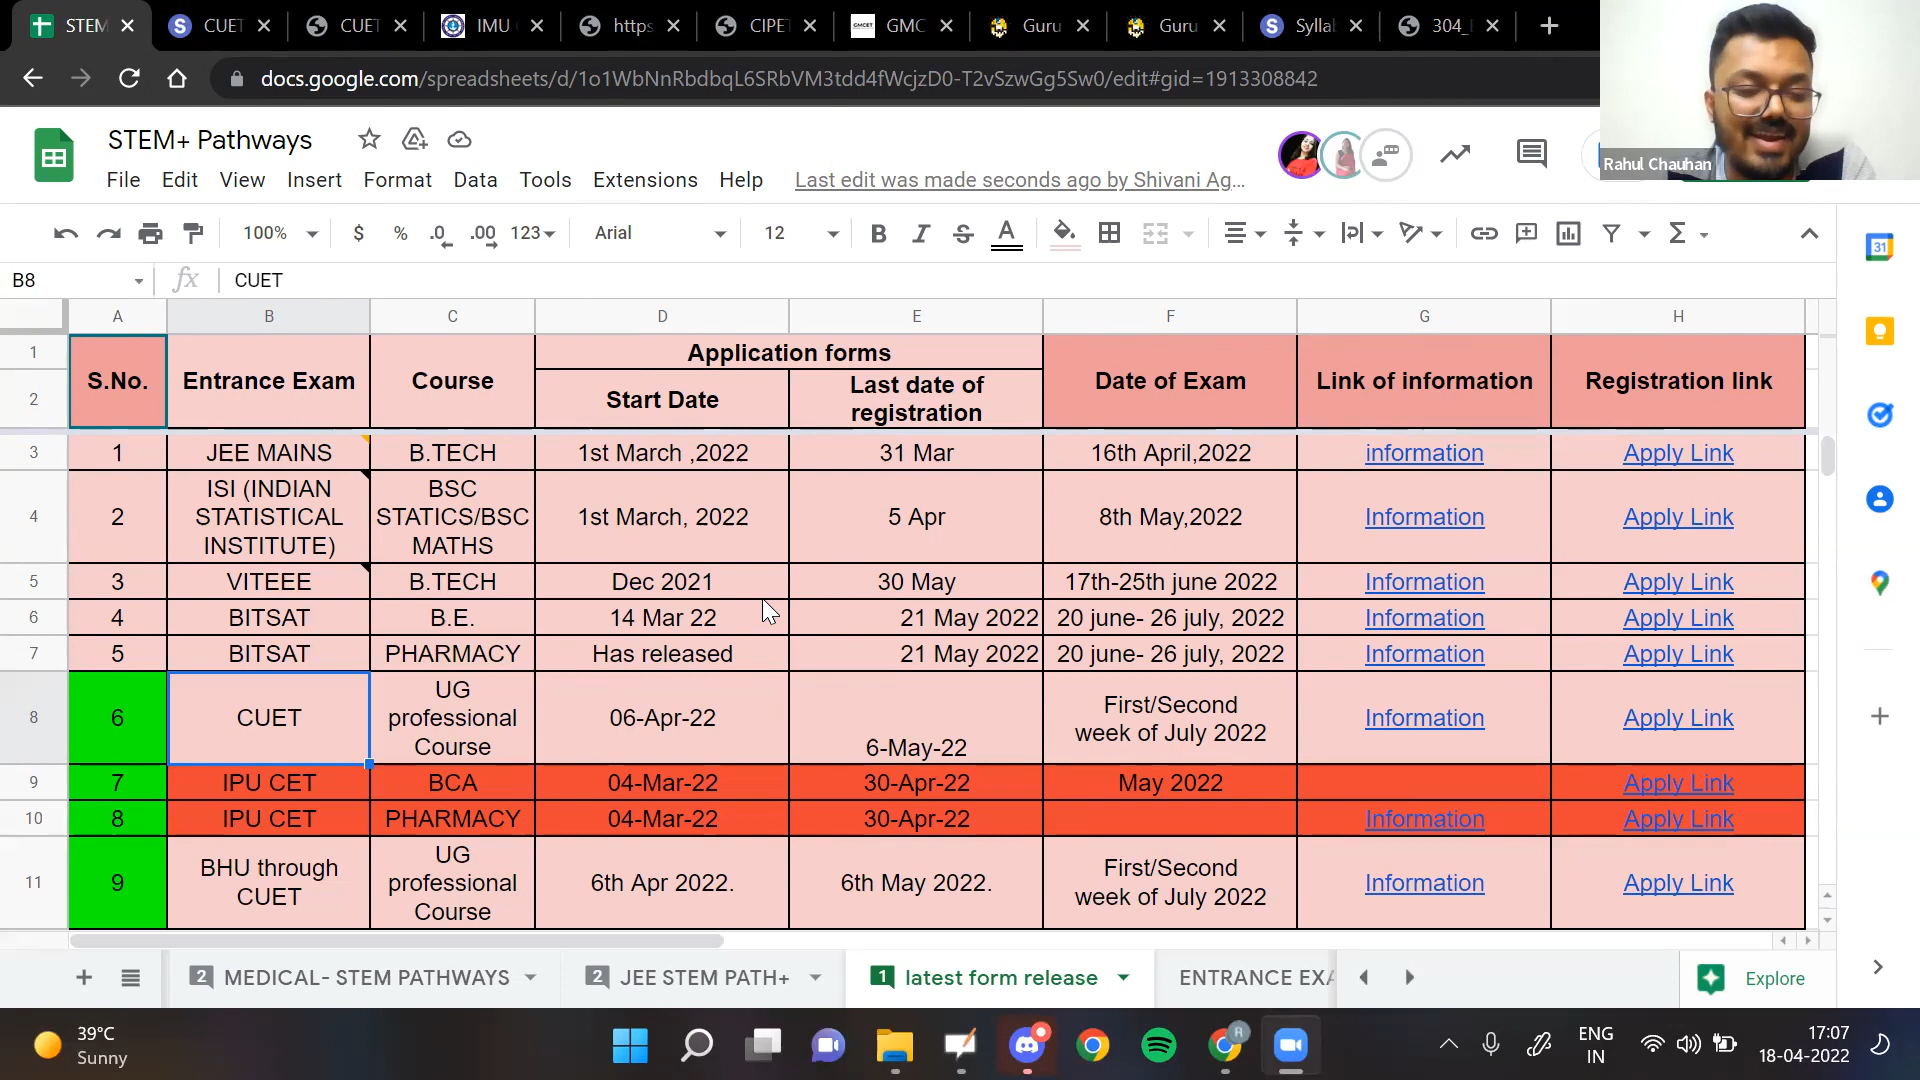 STEM
CUET
CUET
IMU
https
CIPE
GMC
Guru
Guru
Sylla
304_
docs.google.com/spreadsheets/d/1o1WbNnRbdbqL6SRbVM3tdd4fWcjzD0-T2vSzwGg5Sw0/edit#gid=1913308842
Rahul Chauhan
STEM+ Pathways
File Edit View Insert Format Data Tools Extensions Help Last edit was made seconds ago by Shivani Ag...
100% $ % .0 .00 123 Arial 12 B I S A
B8 fx CUET
A B C D E F G H
1 S.No. Entrance Exam Course Application forms Date of Exam Link of information Registration link
2 Start Date Last date of
registration
3 1 JEE MAINS B.TECH 1st March ,2022 31 Mar 16th April,2022 information Apply Link
4 2 ISI (INDIAN
STATISTICAL
INSTITUTE) BSC
STATICS/BSC
MATHS 1st March, 2022 5 Apr 8th May,2022 Information Apply Link
5 3 VITEEE B.TECH Dec 2021 30 May 17th-25th june 2022 Information Apply Link
6 4 BITSAT B.E. 14 Mar 22 21 May 2022 20 june- 26 july, 2022 Information Apply Link
7 5 BITSAT PHARMACY Has released 21 May 2022 20 june- 26 july, 2022 Information Apply Link
8 6 CUET UG
professional
Course 06-Apr-22 6-May-22 First/Second
week of July 2022 Information Apply Link
9 7 IPU CET BCA 04-Mar-22 30-Apr-22 May 2022 Apply Link
10 8 IPU CET PHARMACY 04-Mar-22 30-Apr-22 Information Apply Link
11 9 BHU through
CUET UG
professional
Course 6th Apr 2022. 6th May 2022. First/Second
week of July 2022 Information Apply Link
2 MEDICAL- STEM PATHWAYS 2 JEE STEM PATH+ 1 latest form release ENTRANCE EXA Explore
31
39°C
Sunny
R
ENG
IN
17:07
18-04-2022